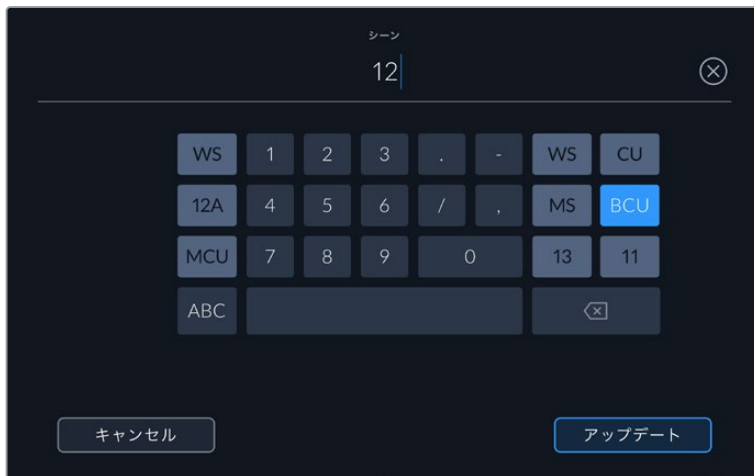 シーン
12
WS 1 2 3 . - WS CU
12A 4 5 6 / , MS BCU
MCU 7 8 9 0 13 11
ABC
キャンセル アップデート